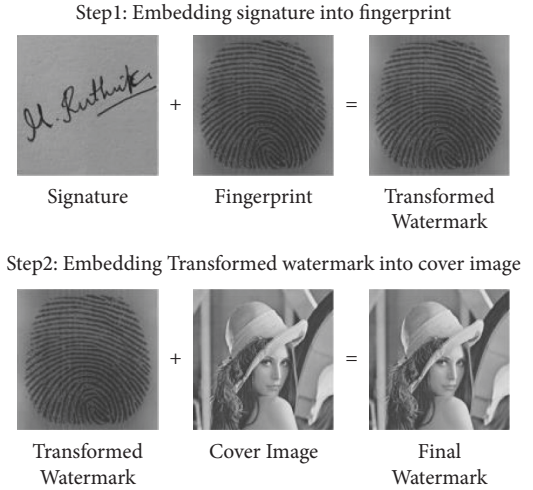 Step1: Embedding signature into fingerprint
M. Ruthvik
+
=
Signature
Fingerprint
Transformed
Watermark
Step2: Embedding Transformed watermark into cover image
+
=
Transformed
Watermark
Cover Image
Final
Watermark